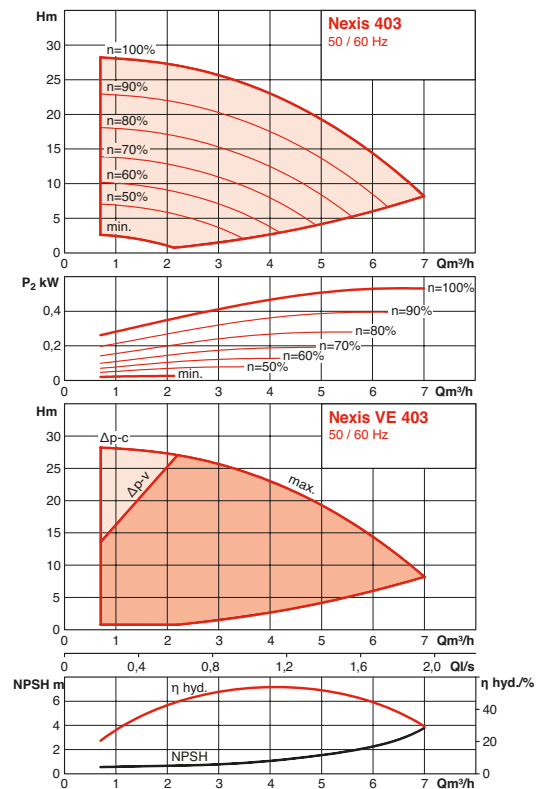 Hm
Nexis 403
50 / 60 Hz
30
25
20
15
10
5
0
n=100%
n=90%
n=80%
n=70%
n=60%
n=50%
min.
0 1 2 3 4 5 6 7 Qm³/h
P₂ kW
0,4
0,2
0
n=100%
n=90%
n=80%
n=70%
n=60%
n=50%
min.
0 1 2 3 4 5 6 7 Qm³/h
Hm
Nexis VE 403
50 / 60 Hz
30
25
20
15
10
5
0
Δp-c
Δp-v
max.
0 1 2 3 4 5 6 7 Qm³/h
0 0,4 0,8 1,2 1,6 2,0 Ql/s
NPSH m
η hyd./%
6
4
2
0
η hyd.
NPSH
40
20
0
0 1 2 3 4 5 6 7 Qm³/h